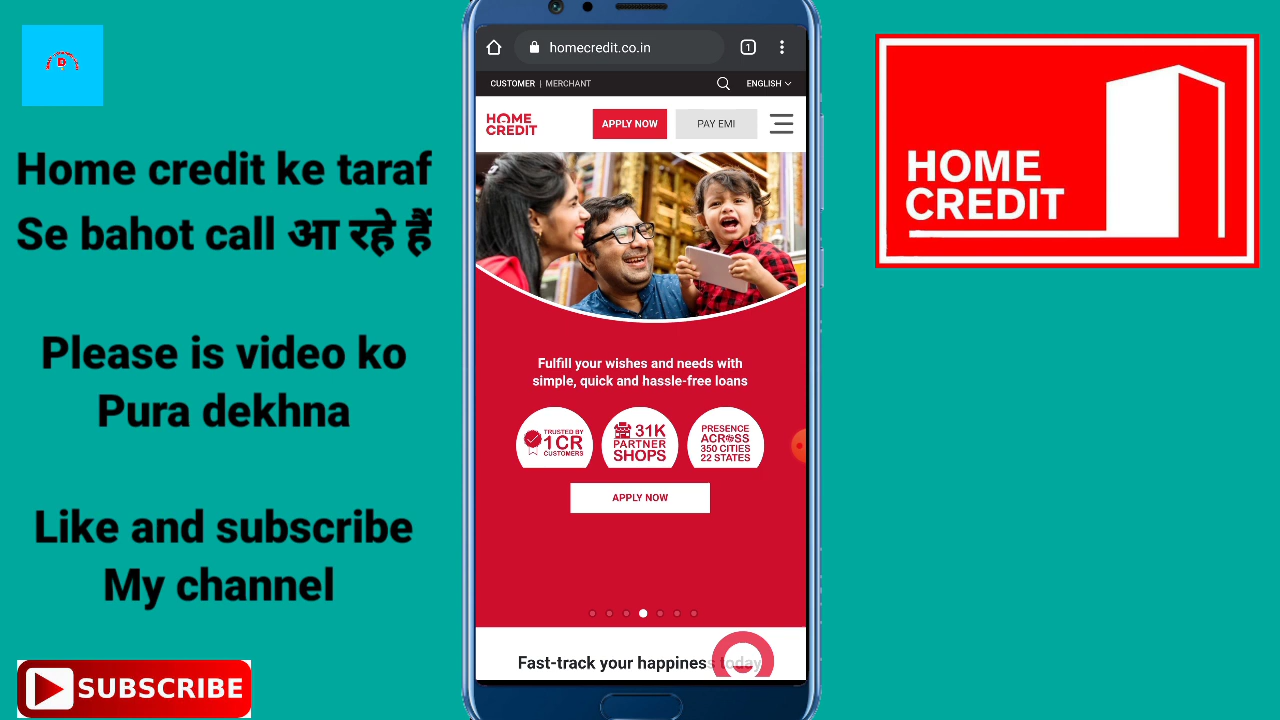 Home credit ke taraf
Se bahot call आ रहे हैं
Please is video ko
Pura dekhna
Like and subscribe
My channel
SUBSCRIBE
homecredit.co.in
1
CUSTOMER | MERCHANT
ENGLISH
HOME
CREDIT
APPLY NOW
PAY EMI
Fulfill your wishes and needs with
simple, quick and hassle-free loans
TRUSTED BY
1CR
CUSTOMERS
31K
PARTNER
SHOPS
PRESENCE
ACROSS
350 CITIES
22 STATES
APPLY NOW
Fast-track your happiness today
HOME
CREDIT